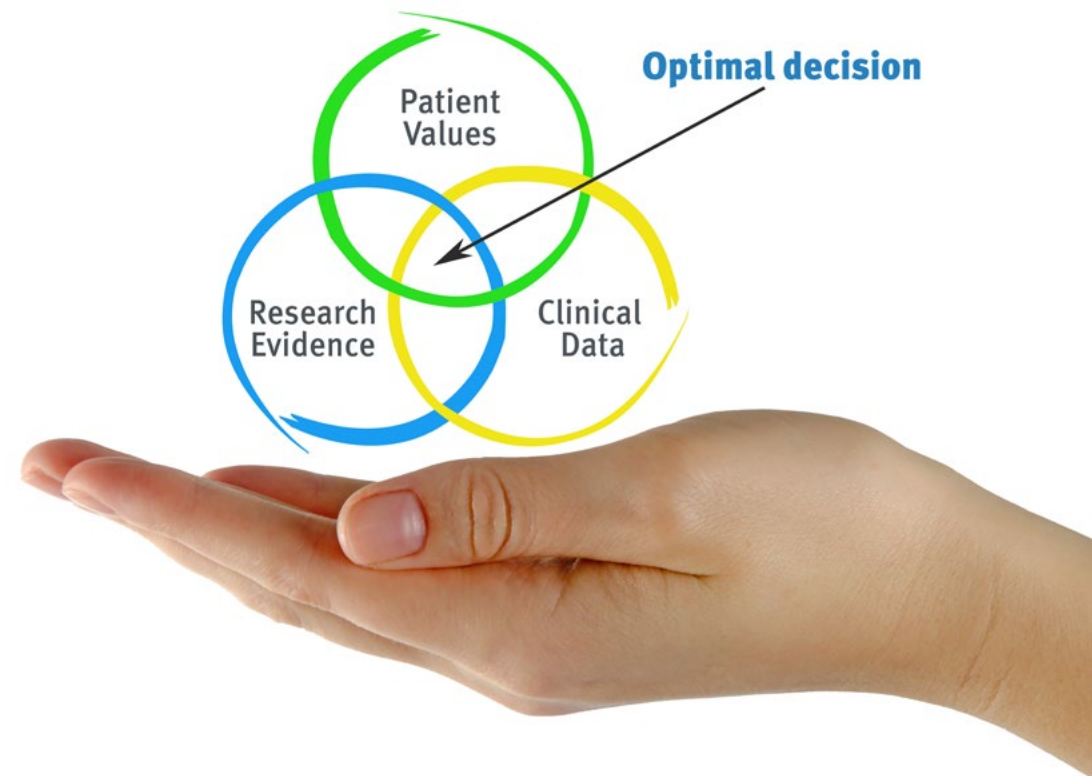 Optimal decision
Patient
Values
Research
Evidence
Clinical
Data